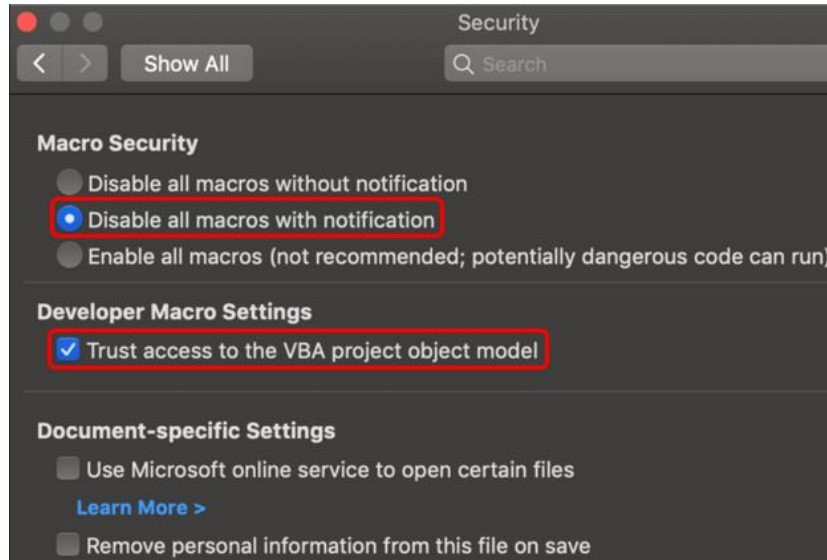 Security
Show All
Search
Macro Security
Disable all macros without notification
Disable all macros with notification
Enable all macros (not recommended; potentially dangerous code can run)
Developer Macro Settings
Trust access to the VBA project object model
Document-specific Settings
Use Microsoft online service to open certain files
Learn More >
Remove personal information from this file on save